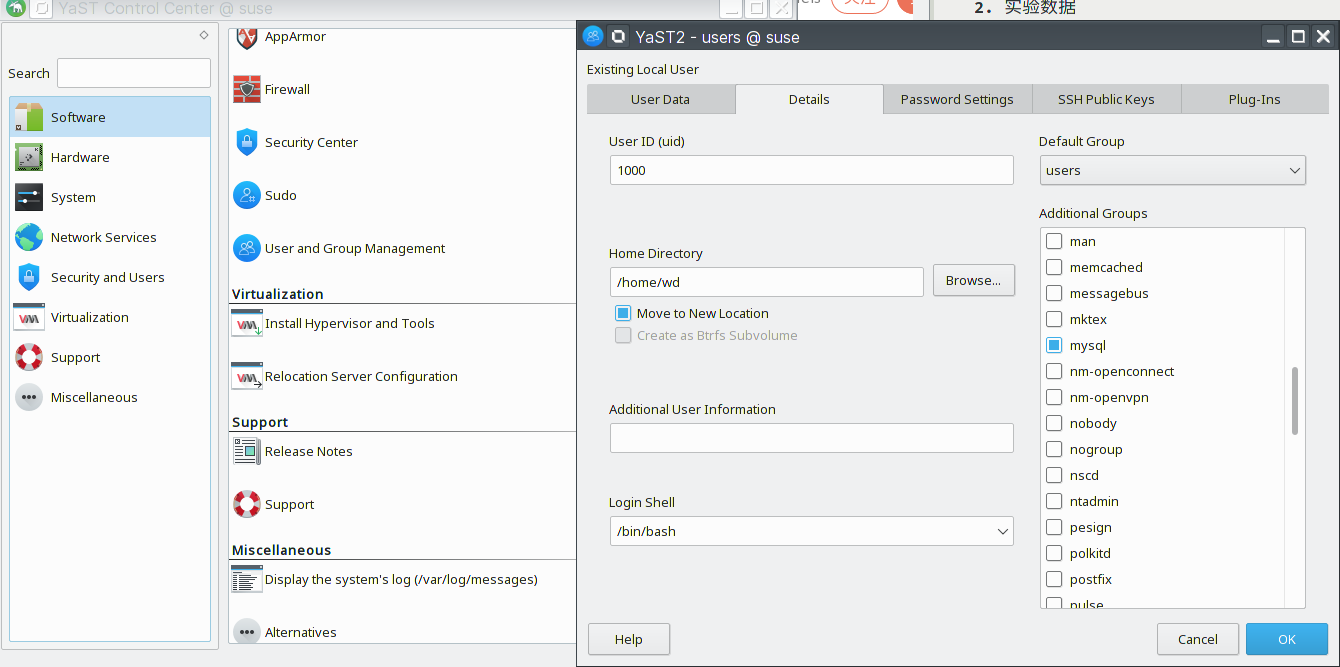 YaST Control Center @ suse
关注
2. 实验数据
Search
Software
Hardware
System
Network Services
Security and Users
Virtualization
Support
Miscellaneous
AppArmor
Firewall
Security Center
Sudo
User and Group Management
Virtualization
Install Hypervisor and Tools
Relocation Server Configuration
Support
Release Notes
Support
Miscellaneous
Display the system's log (/var/log/messages)
Alternatives
YaST2 - users @ suse
Existing Local User
User Data
Details
Password Settings
SSH Public Keys
Plug-Ins
User ID (uid)
1000
Home Directory
/home/wd
Browse...
Move to New Location
Create as Btrfs Subvolume
Additional User Information
Login Shell
/bin/bash
Default Group
users
Additional Groups
man
memcached
messagebus
mktex
mysql
nm-openconnect
nm-openvpn
nobody
nogroup
nscd
ntadmin
pesign
polkitd
postfix
pulse
Help
Cancel
OK